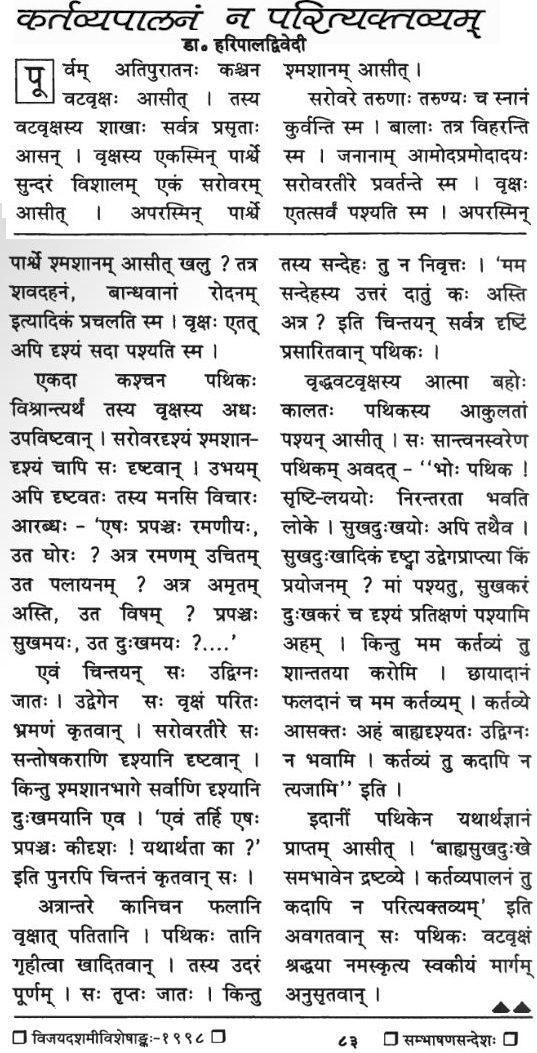 कर्तव्यपालनं न परित्यक्तव्यम्
डा॰ हरिपालद्विवेदी
पूर्वम् अतिपुरातनः कश्चन
वटवृक्षः आसीत् । तस्य
वटवृक्षस्य शाखाः सर्वत्र प्रसृताः
आसन् । वृक्षस्य एकस्मिन् पार्श्वे
सुन्दरं विशालम् एकं सरोवरम्
आसीत् । अपरस्मिन् पार्श्वे
श्मशानम् आसीत् ।
सरोवरे तरुणाः तरुण्यः च स्नानं
कुर्वन्ति स्म । बालाः तत्र विहरन्ति
स्म । जनानाम् आमोदप्रमोदादयः
सरोवरतीरे प्रवर्तन्ते स्म । वृक्षः
एतत्सर्वं पश्यति स्म । अपरस्मिन्
पार्श्वे श्मशानम् आसीत् खलु ? तत्र
शवदहनं, बान्धवानां रोदनम्
इत्यादिकं प्रचलति स्म । वृक्षः एतत्
अपि दृश्यं सदा पश्यति स्म ।
एकदा कश्चन पथिकः
विश्रान्त्यर्थं तस्य वृक्षस्य अधः
उपविष्टवान् । सरोवरदृश्यं श्मशान-
दृश्यं चापि सः दृष्टवान् । उभयम्
अपि दृष्टवतः तस्य मनसि विचारः
आरब्धः - ‘एषः प्रपञ्चः रमणीयः,
उत घोरः ? अत्र रमणम् उचितम्
उत पलायनम् ? अत्र अमृतम्
अस्ति, उत विषम् ? प्रपञ्चः
सुखमयः, उत दुःखमयः ?....’
एवं चिन्तयन् सः उद्विग्नः
जातः । उद्वेगेन सः वृक्षं परितः
भ्रमणं कृतवान् । सरोवरतीरे सः
सन्तोषकराणि दृश्यानि दृष्टवान् ।
किन्तु श्मशानभागे सर्वाणि दृश्यानि
दुःखमयानि एव । ‘एवं तर्हि एषः
प्रपञ्चः कीदृशः ! यथार्थता का ?’
इति पुनरपि चिन्तनं कृतवान् सः ।
अत्रान्तरे कानिचन फलानि
वृक्षात् पतितानि । पथिकः तानि
गृहीत्वा खादितवान् । तस्य उदरं
पूर्णम् । सः तृप्तः जातः । किन्तु
तस्य सन्देहः तु न निवृत्तः । ‘मम
सन्देहस्य उत्तरं दातुं कः अस्ति
अत्र ? इति चिन्तयन् सर्वत्र दृष्टिं
प्रसारितवान् पथिकः ।
वृद्धवटवृक्षस्य आत्मा बहोः
कालतः पथिकस्य आकुलतां
पश्यन् आसीत् । सः सान्त्वनस्वरेण
पथिकम् अवदत् - ‘‘भोः पथिक !
सृष्टि-लययोः निरन्तरता भवति
लोके । सुखदुःखयोः अपि तथैव ।
सुखदुःखादिकं दृष्ट्वा उद्वेगप्राप्त्या किं
प्रयोजनम् ? मां पश्यतु, सुखकरं
दुःखकरं च दृश्यं प्रतिक्षणं पश्यामि
अहम् । किन्तु मम कर्तव्यं तु
शान्ततया करोमि । छायादानं
फलदानं च मम कर्तव्यम् । कर्तव्ये
आसक्तः अहं बाह्यदृश्यतः उद्विग्नः
न भवामि । कर्तव्यं तु कदापि न
त्यजामि’’ इति ।
इदानीं पथिकेन यथार्थज्ञानं
प्राप्तम् आसीत् । ‘बाह्यसुखदुःखे
समभावेन द्रष्टव्ये । कर्तव्यपालनं तु
कदापि न परित्यक्तव्यम्’ इति
अवगतवान् सः पथिकः वटवृक्षं
श्रद्धया नमस्कृत्य स्वकीयं मार्गम्
अनुसृतवान् ।
विजयदशमीविशेषाङ्कः-१९९८ ८३ सम्भाषणसन्देशः